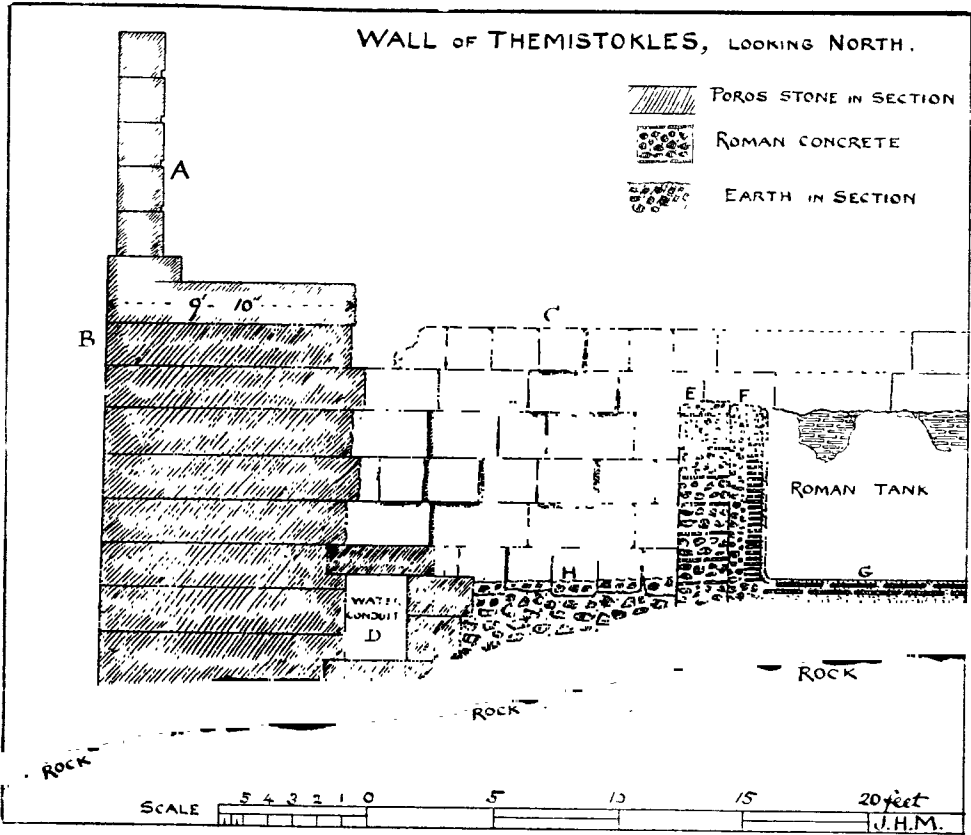 WALL OF THEMISTOKLES, LOOKING NORTH.
POROS STONE IN SECTION
ROMAN CONCRETE
EARTH IN SECTION
A
9' - 10"
B
C
E F
ROMAN TANK
G
H
WATER
CONDUIT
D
ROCK
ROCK
ROCK
SCALE 5 4 3 2 1 0 5 10 15 20 feet
J.H.M.